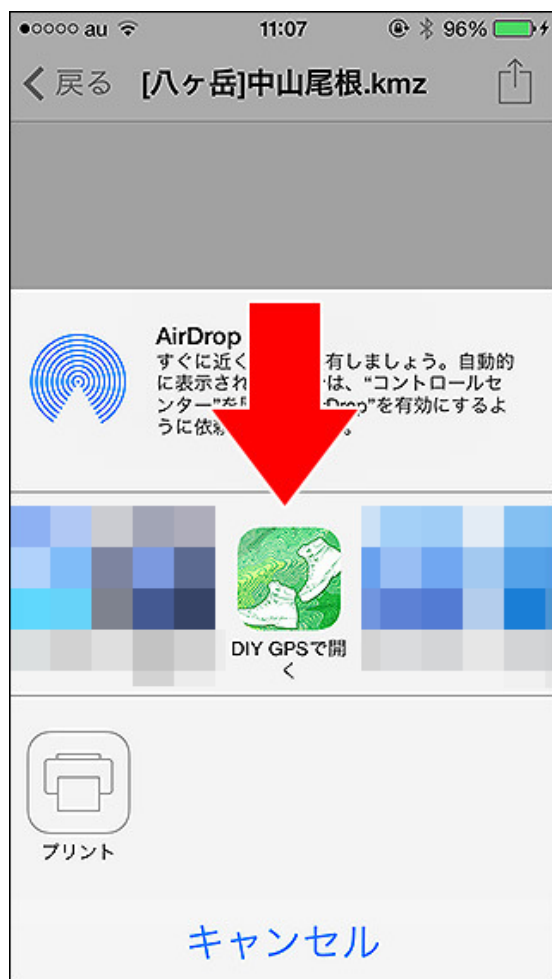 au 11:07 96%
戻る [八ヶ岳]中山尾根.kmz
AirDrop
すぐに近く 有しましょう。自動的
に表示され は、“コントロールセ
ンター”を Drop”を有効にするよ
うに依
DIY GPSで開
く
プリント
キャンセル